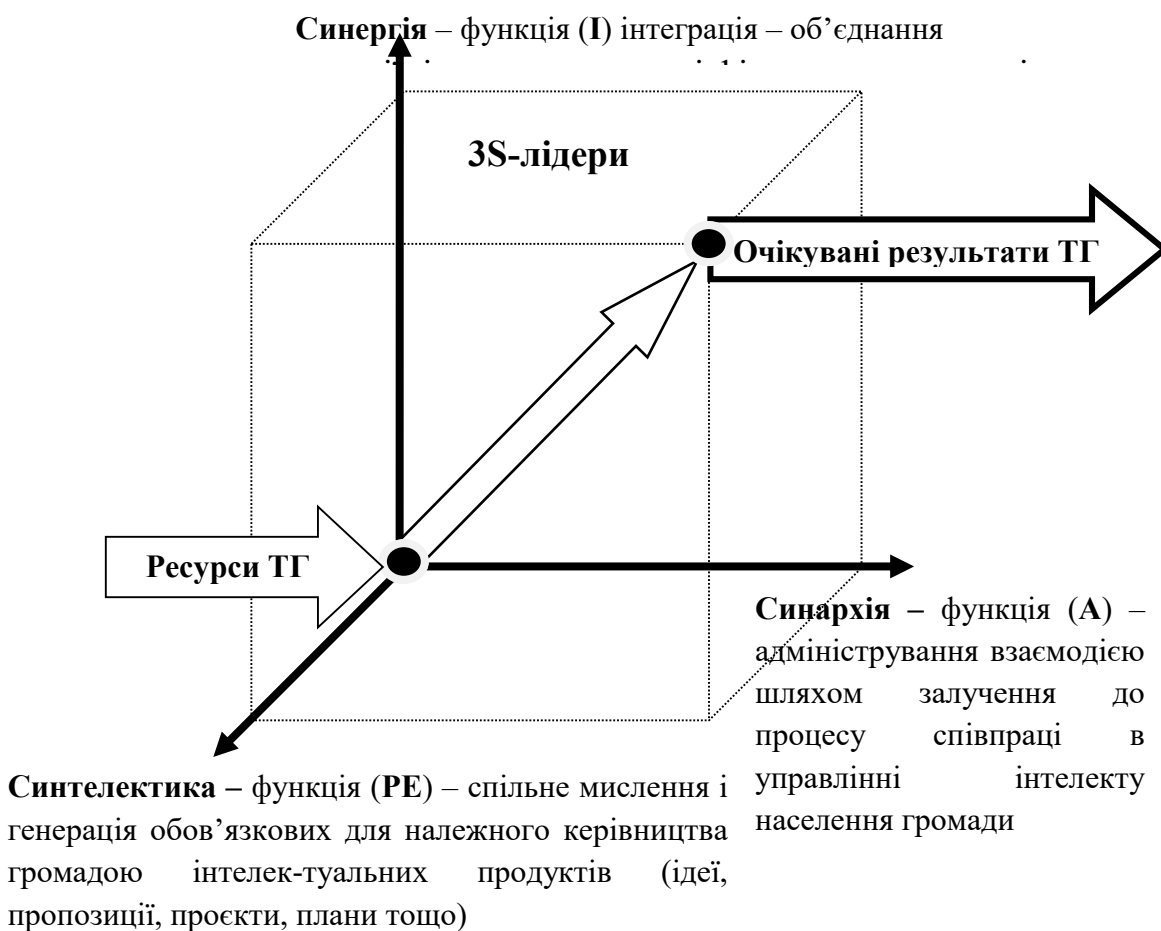 Синергія – функція (І) інтеграція – об’єднання
3S-лідери
Очікувані результати ТГ
Ресурси ТГ
Синархія – функція (А) –
адміністрування взаємодією
шляхом залучення до
процесу співпраці в
управлінні інтелекту
населення громади
Синтелектика – функція (РЕ) – спільне мислення і
генерація обов’язкових для належного керівництва
громадою інтелек-туальних продуктів (ідеї,
пропозиції, проєкти, плани тощо)